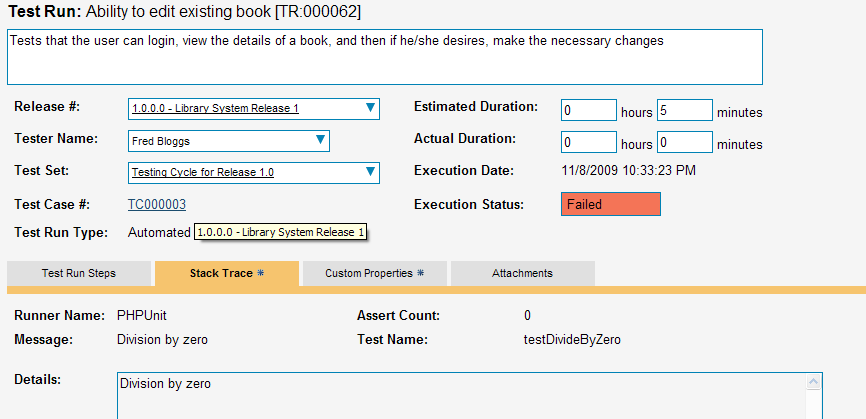 Test Run: Ability to edit existing book [TR:000062]
Tests that the user can login, view the details of a book, and then if he/she desires, make the necessary changes
Release #: 1.0.0.0 - Library System Release 1 Estimated Duration: 0 hours 5 minutes
Tester Name: Fred Bloggs Actual Duration: 0 hours 0 minutes
Test Set: Testing Cycle for Release 1.0 Execution Date: 11/8/2009 10:33:23 PM
Test Case #: TC000003 Execution Status: Failed
Test Run Type: Automated 1.0.0.0 - Library System Release 1
Test Run Steps Stack Trace * Custom Properties * Attachments
Runner Name: PHPUnit Assert Count: 0
Message: Division by zero Test Name: testDivideByZero
Details: Division by zero